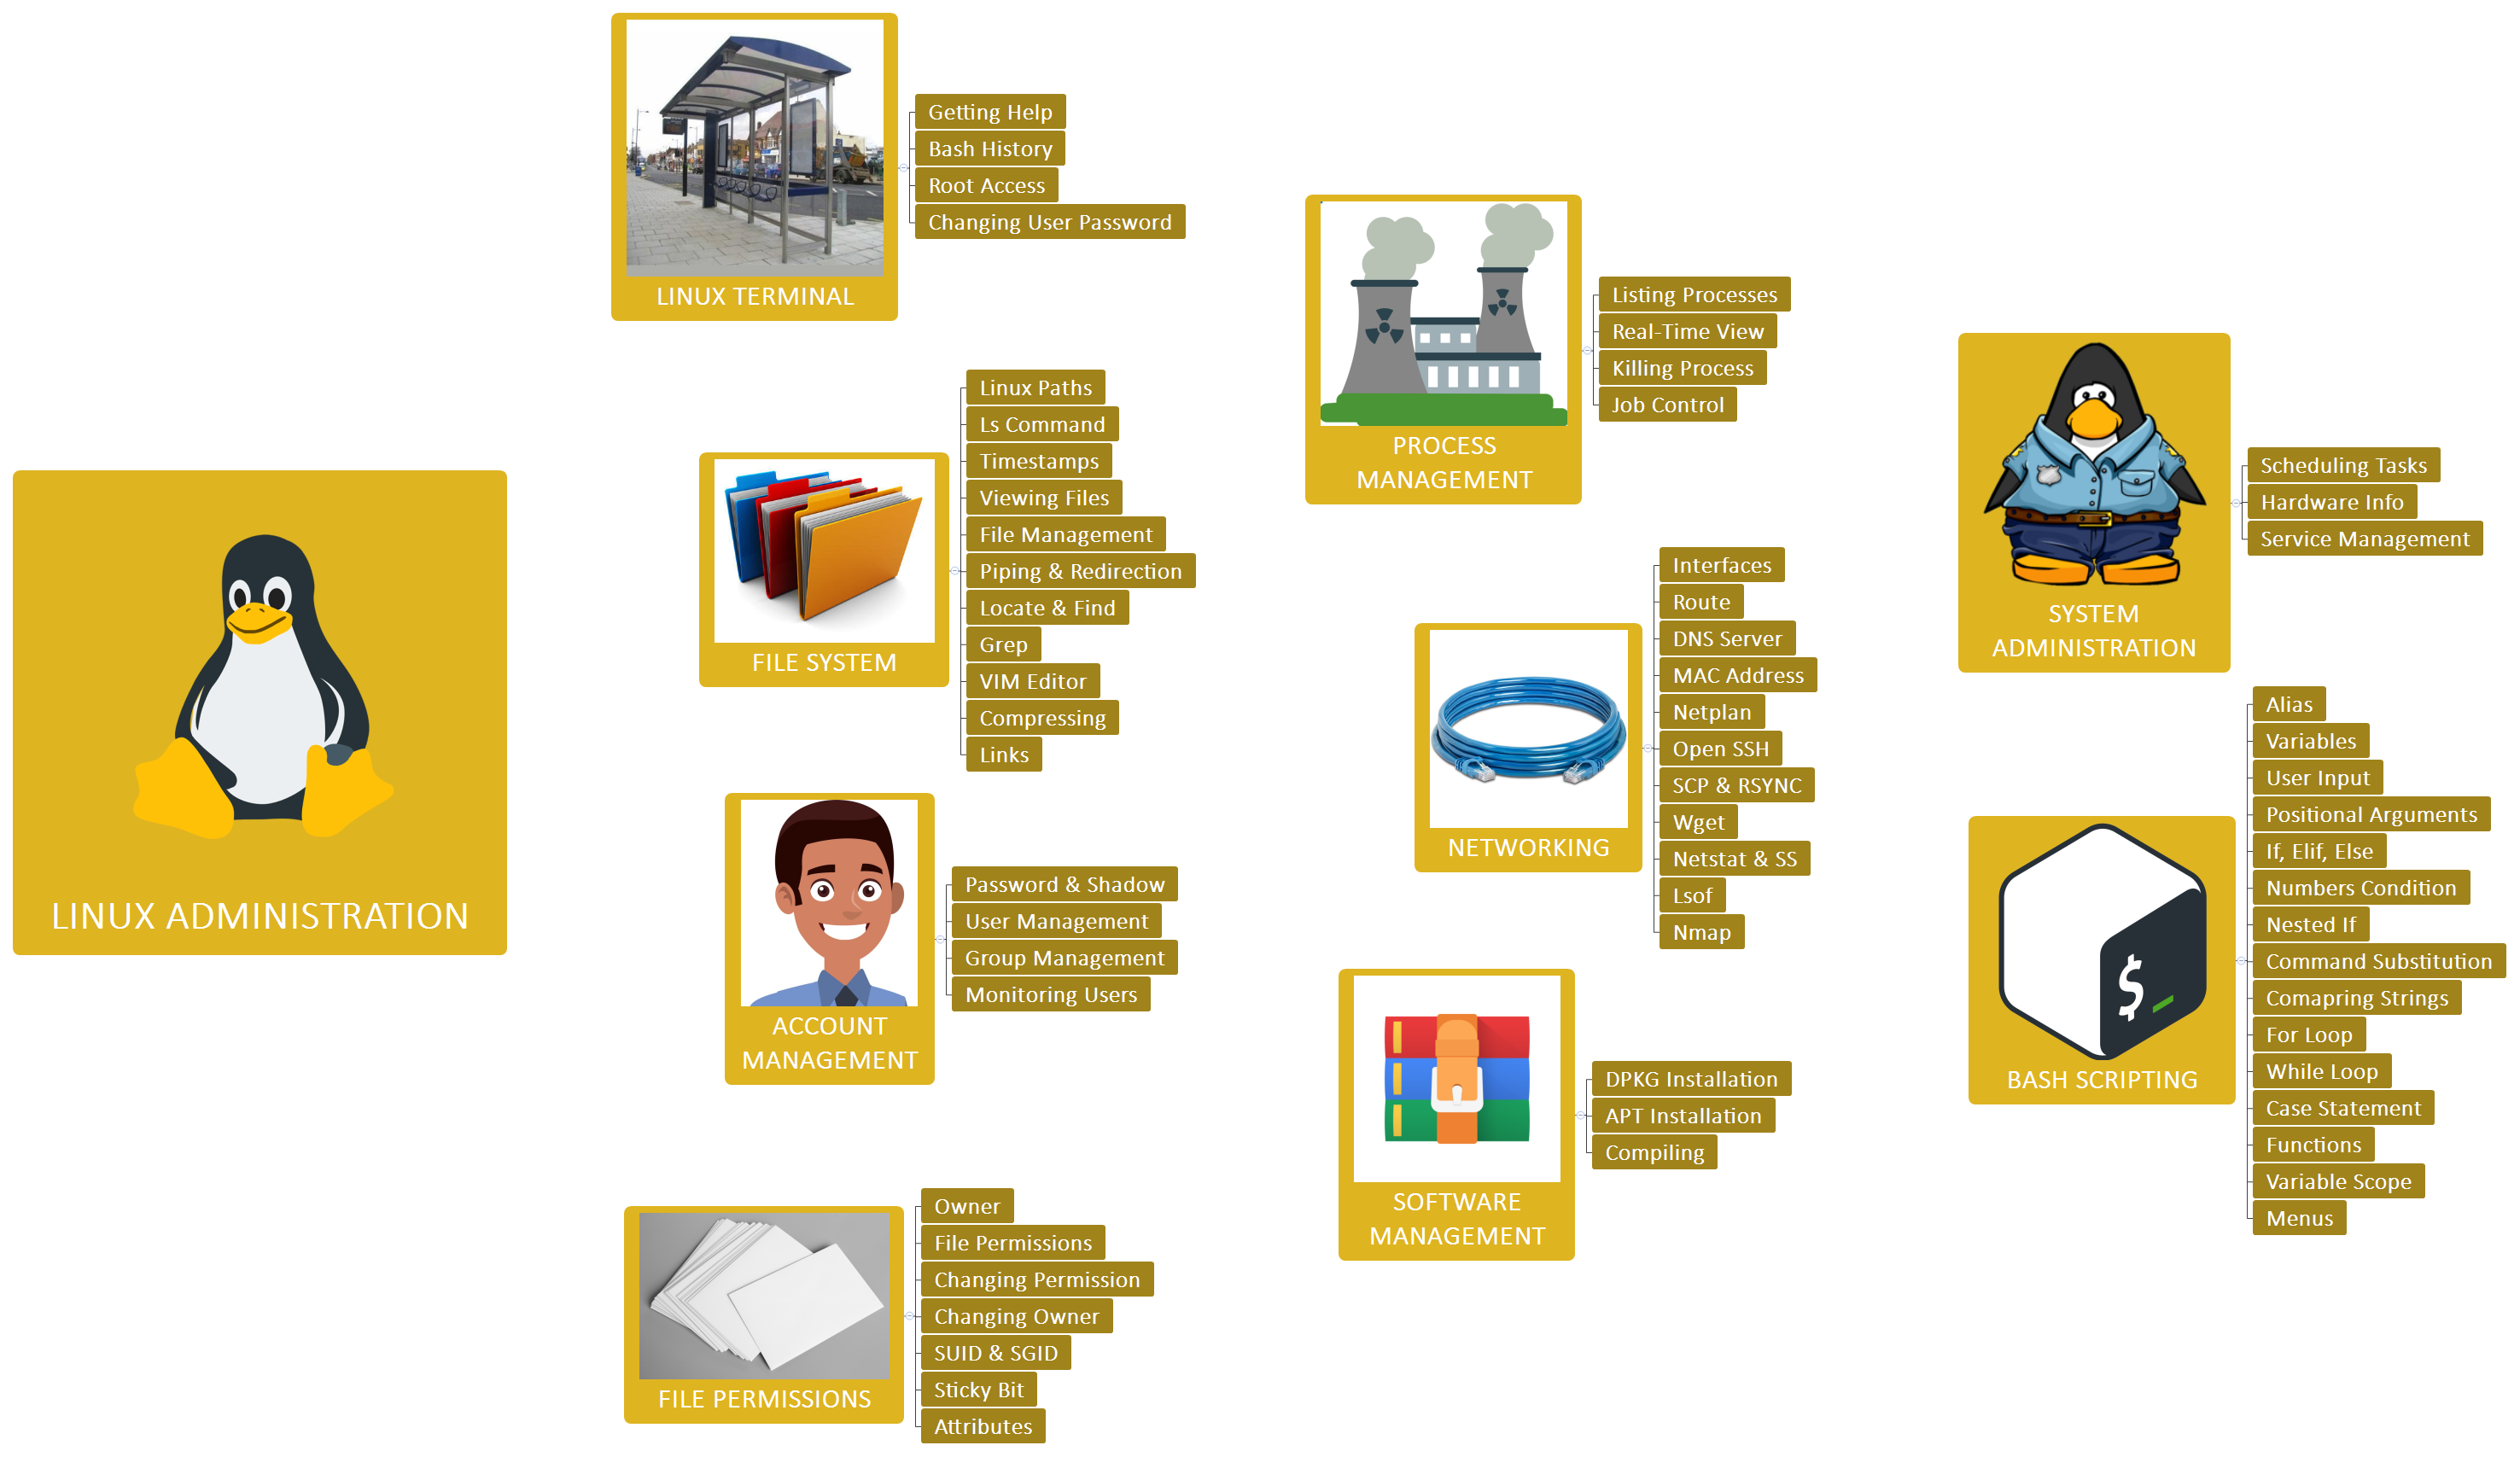 LINUX ADMINISTRATION
LINUX TERMINAL
Getting Help
Bash History
Root Access
Changing User Password
FILE SYSTEM
Linux Paths
Ls Command
Timestamps
Viewing Files
File Management
Piping & Redirection
Locate & Find
Grep
VIM Editor
Compressing
Links
ACCOUNT
MANAGEMENT
Password & Shadow
User Management
Group Management
Monitoring Users
FILE PERMISSIONS
Owner
File Permissions
Changing Permission
Changing Owner
SUID & SGID
Sticky Bit
Attributes
PROCESS
MANAGEMENT
Listing Processes
Real-Time View
Killing Process
Job Control
NETWORKING
Interfaces
Route
DNS Server
MAC Address
Netplan
Open SSH
SCP & RSYNC
Wget
Netstat & SS
Lsof
Nmap
SOFTWARE
MANAGEMENT
DPKG Installation
APT Installation
Compiling
SYSTEM
ADMINISTRATION
Scheduling Tasks
Hardware Info
Service Management
$_
BASH SCRIPTING
Alias
Variables
User Input
Positional Arguments
If, Elif, Else
Numbers Condition
Nested If
Command Substitution
Comapring Strings
For Loop
While Loop
Case Statement
Functions
Variable Scope
Menus